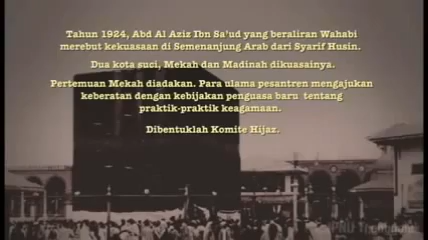 Tahun 1924, Abd Al Aziz Ibn Sa'ud yang beraliran Wahabi
merebut kekuasaan di Semenanjung Arab dari Syarif Husin.
Dua kota suci, Mekah dan Madinah dikuasainya.
Pertemuan Mekah diadakan. Para ulama pesantren mengajukan
keberatan dengan kebijakan penguasa baru tentang
praktik-praktik keagamaan.
Dibentuklah Komite Hijaz.